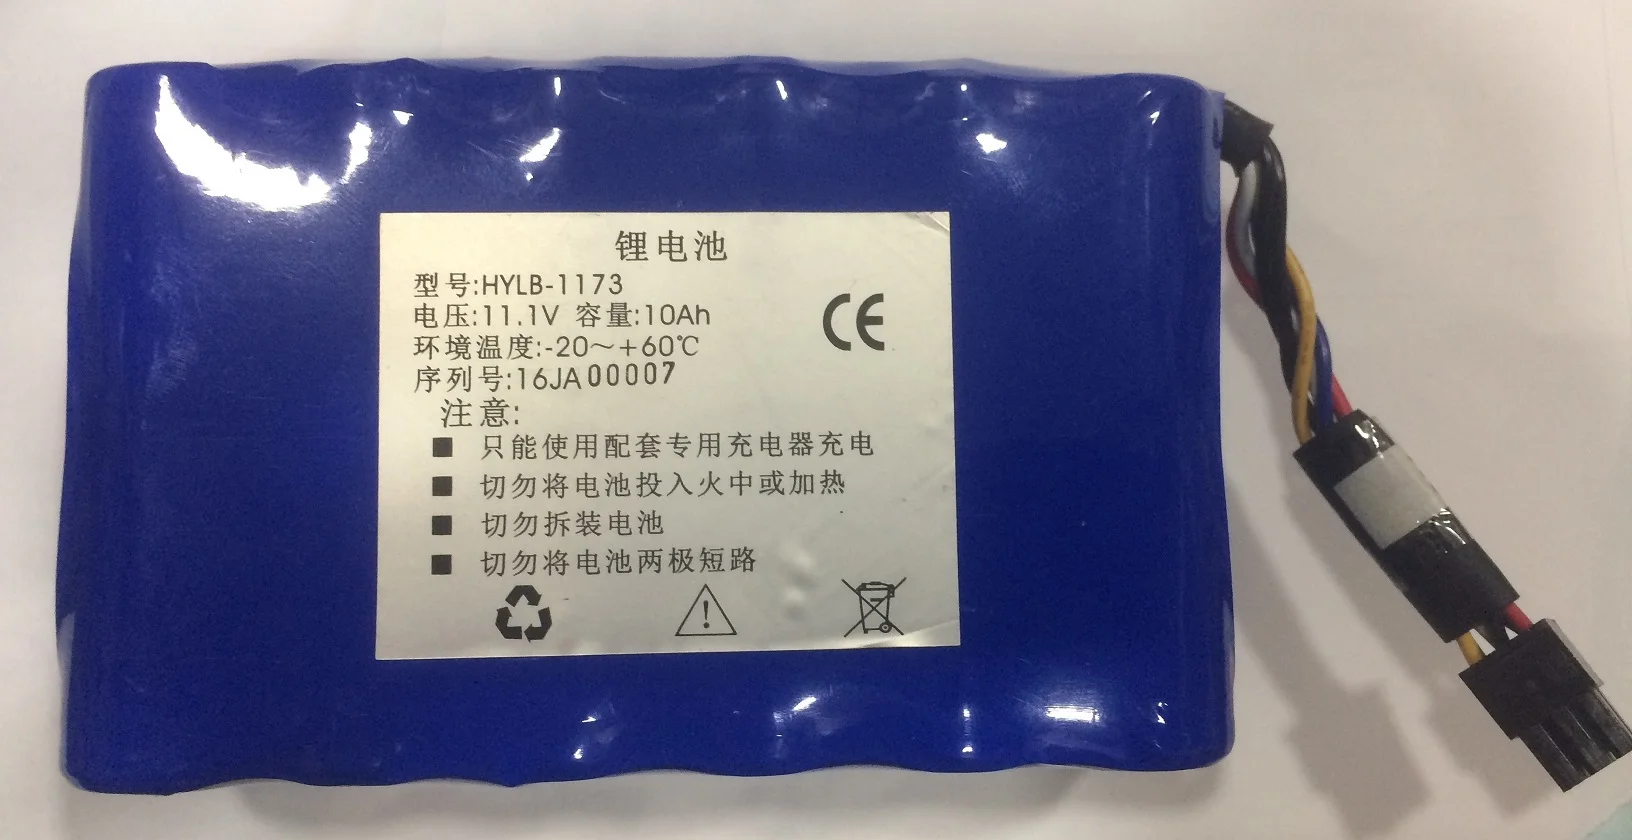 锂电池
型号:HYLB-1173
电压:11.1V 容量:10Ah
环境温度:-20～+60℃
序列号:16JA00007
CE
注意:
■ 只能使用配套专用充电器充电
■ 切勿将电池投入火中或加热
■ 切勿拆装电池
■ 切勿将电池两极短路